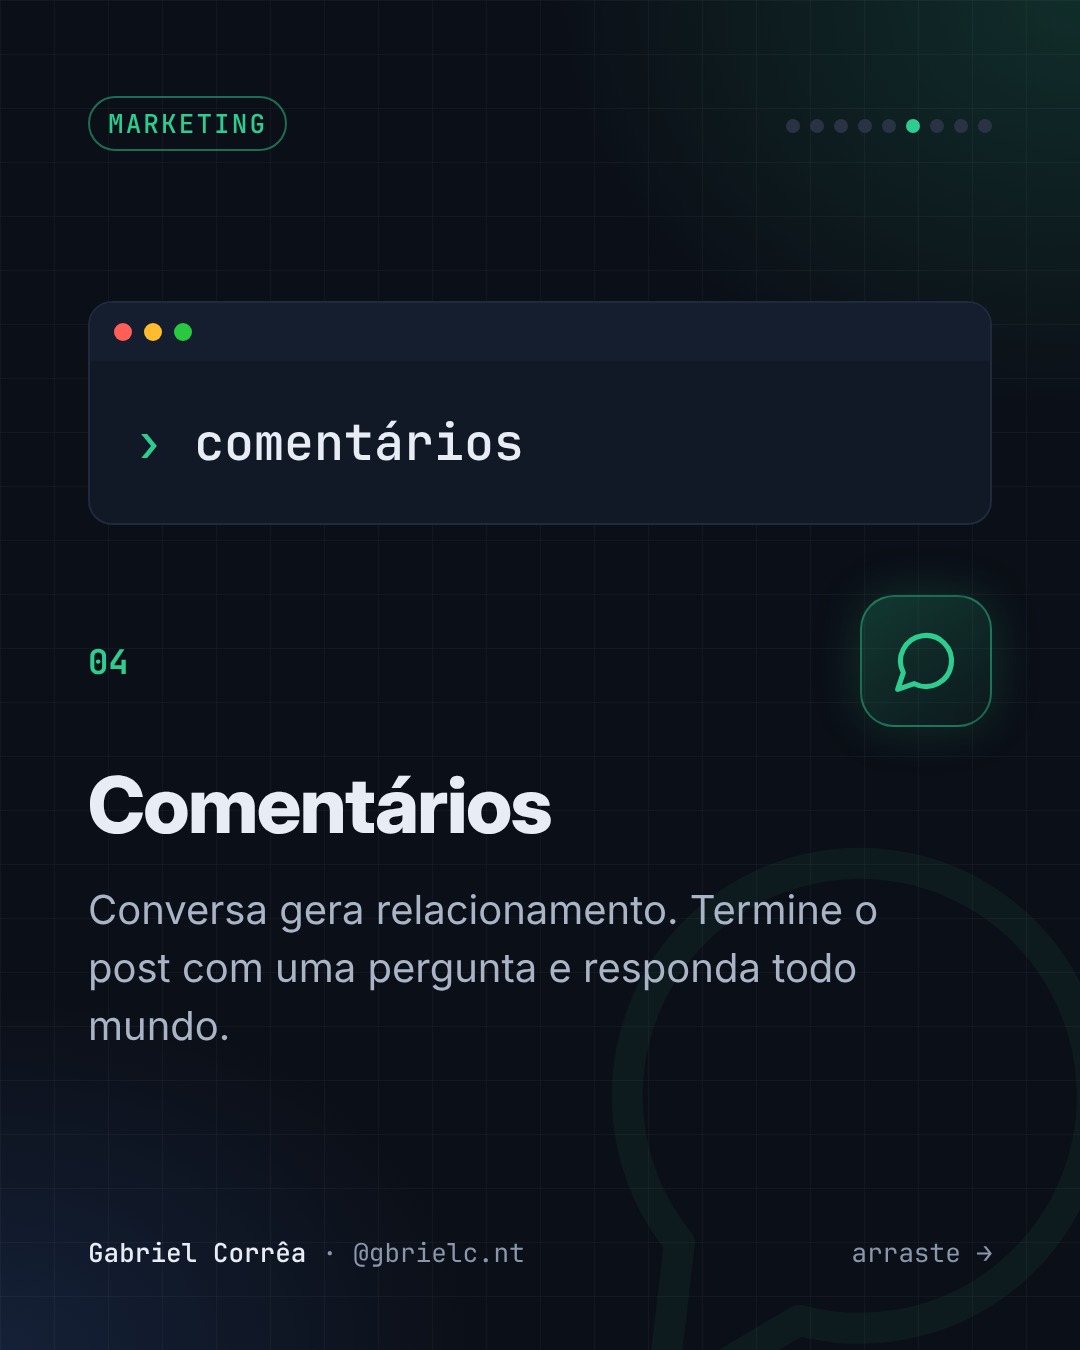 MARKETING
› comentários
04
Comentários
Conversa gera relacionamento. Termine o
post com uma pergunta e responda todo
mundo.
Gabriel Corrêa · @gbrielc.nt
arraste →